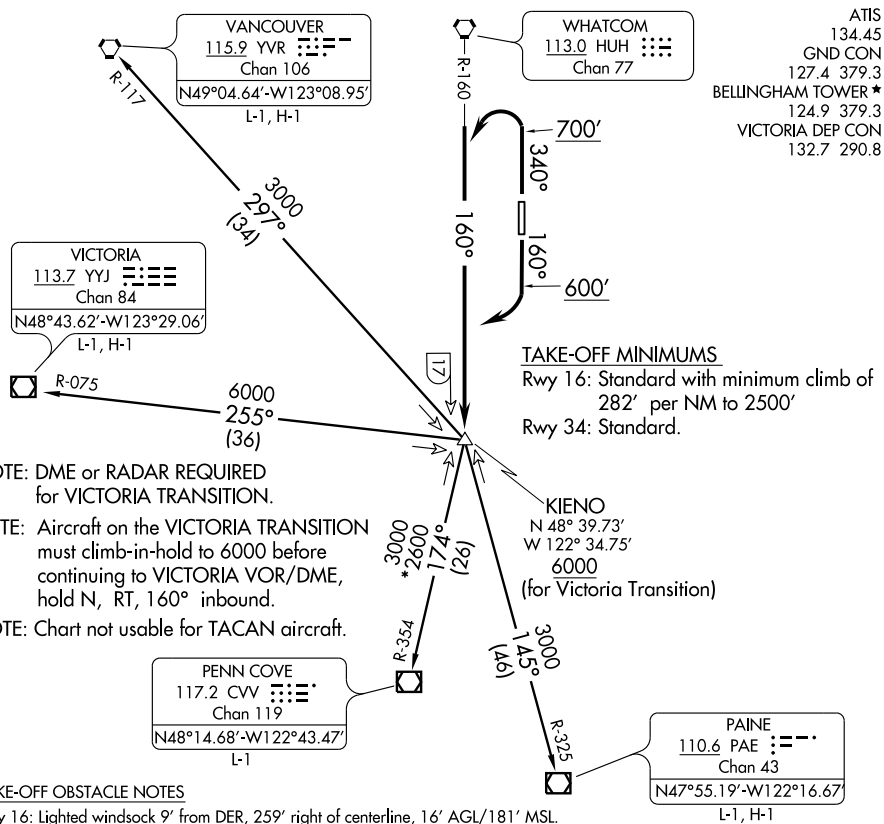 VANCOUVER
115.9 YVR
Chan 106
N49°04.64'-W123°08.95'
L-1, H-1
WHATCOM
113.0 HUH
Chan 77
ATIS
134.45
GND CON
127.4 379.3
BELLINGHAM TOWER ★
124.9 379.3
VICTORIA DEP CON
132.7 290.8
R-117
R-160
700'
340°
160°
160°
600'
3000
297°
(34)
VICTORIA
113.7 YYJ
Chan 84
N48°43.62'-W123°29.06'
L-1, H-1
R-075
6000
255°
(36)
17
TAKE-OFF MINIMUMS
Rwy 16: Standard with minimum climb of
282' per NM to 2500'
Rwy 34: Standard.
OTE: DME or RADAR REQUIRED
for VICTORIA TRANSITION.
TE: Aircraft on the VICTORIA TRANSITION
must climb-in-hold to 6000 before
continuing to VICTORIA VOR/DME,
hold N, RT, 160° inbound.
OTE: Chart not usable for TACAN aircraft.
KIENO
N 48° 39.73'
W 122° 34.75'
6000
(for Victoria Transition)
3000
*2600
174°
(26)
R-354
3000
145°
(46)
R-325
PENN COVE
117.2 CVV
Chan 119
N48°14.68'-W122°43.47'
L-1
PAINE
110.6 PAE
Chan 43
N47°55.19'-W122°16.67'
L-1, H-1
KE-OFF OBSTACLE NOTES
y 16: Lighted windsock 9' from DER, 259' right of centerline, 16' AGL/181' MSL.